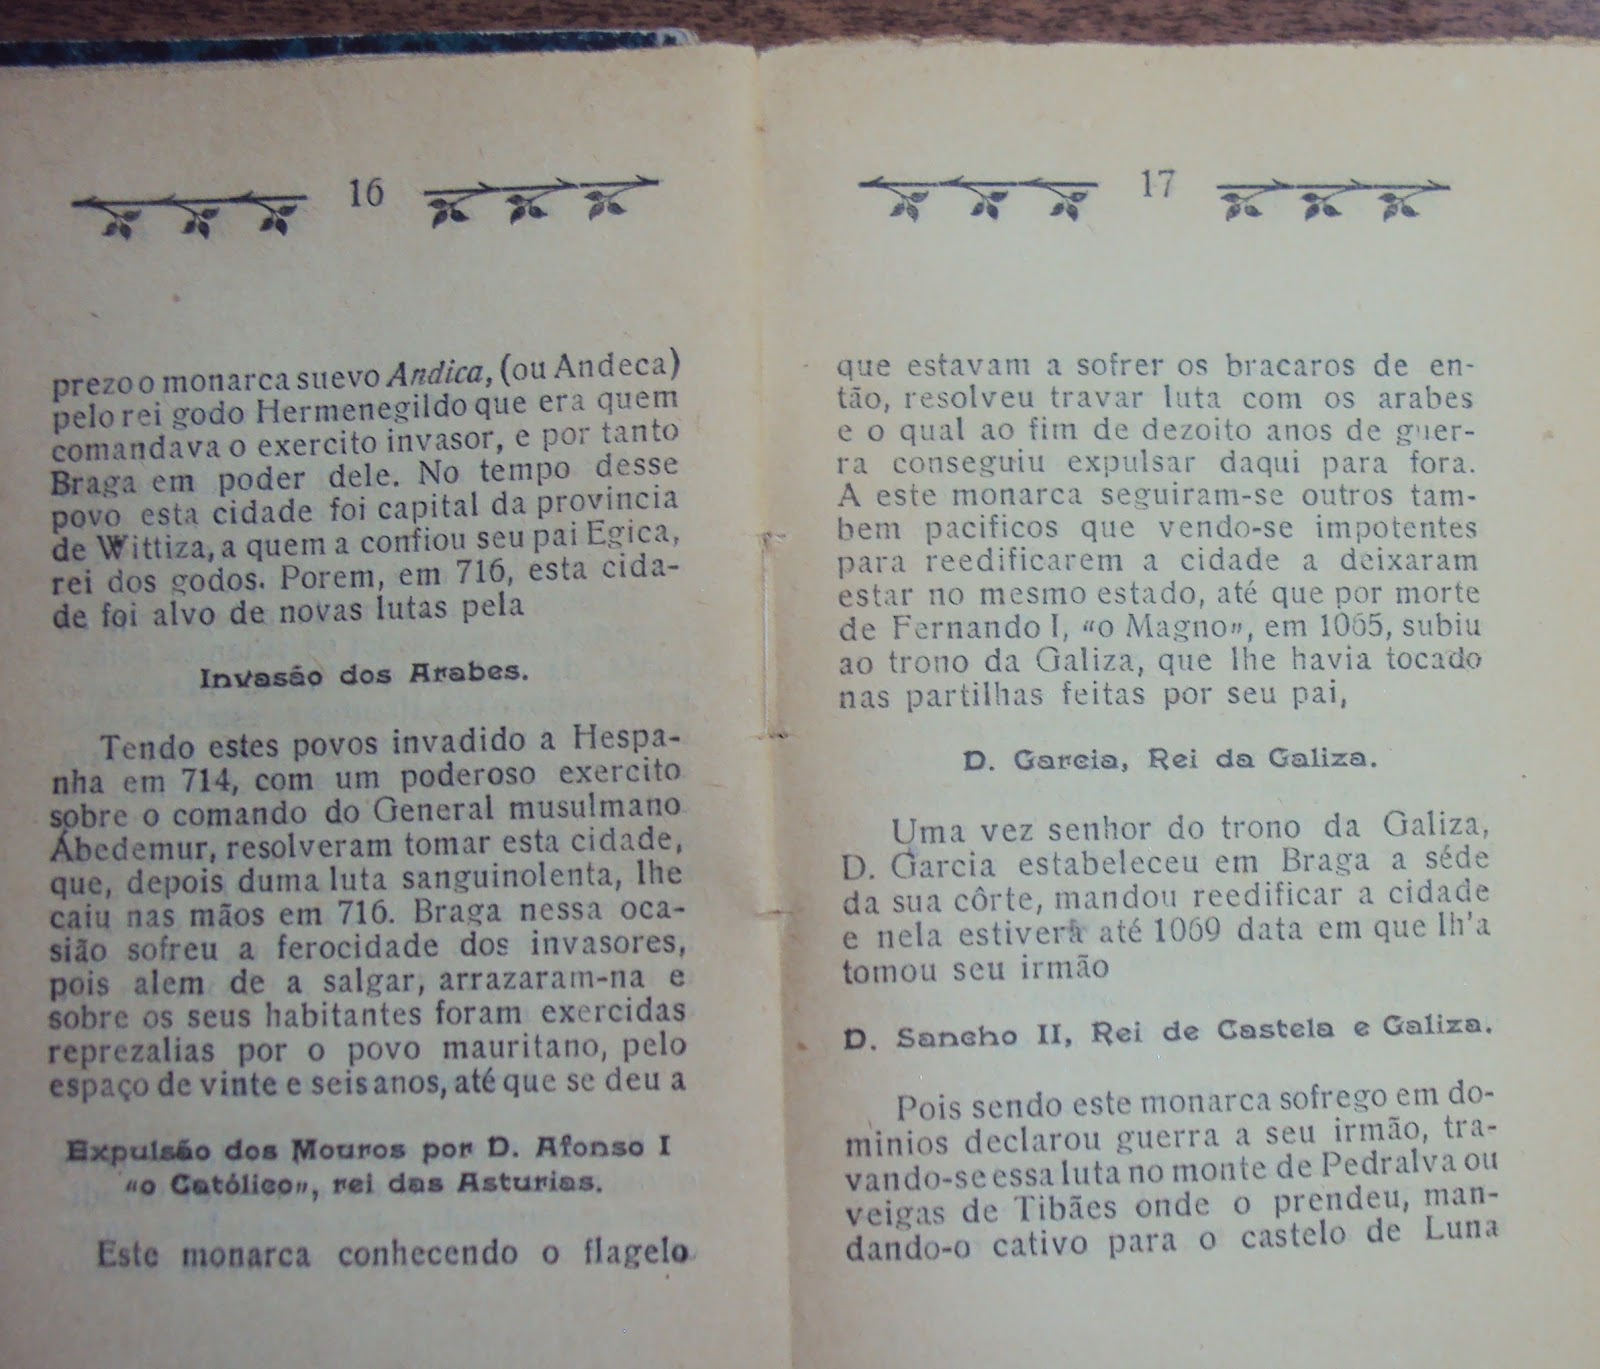 16
prezo o monarca suevo Andica, (ou Andeca)
pelo rei godo Hermenegildo que era quem
comandava o exercito invasor, e por tanto
Braga em poder dele. No tempo desse
povo esta cidade foi capital da provincia
de Wittiza, a quem a confiou seu pai Egica,
rei dos godos. Porem, em 716, esta cida-
de foi alvo de novas lutas pela
Invasão dos Arabes.
Tendo estes povos invadido a Hespa-
nha em 714, com um poderoso exercito
sobre o comando do General musulmano
Ábedemur, resolveram tomar esta cidade,
que, depois duma luta sanguinolenta, lhe
caiu nas mãos em 716. Braga nessa oca-
sião sofreu a ferocidade dos invasores,
pois alem de a salgar, arrazaram-na e
sobre os seus habitantes foram exercidas
reprezalias por o povo mauritano, pelo
espaço de vinte e seis anos, até que se deu a
Expulsão dos Mouros por D. Afonso I
“o Católico”, rei das Asturias.
Este monarca conhecendo o flagelo
17
que estavam a sofrer os bracaros de en-
tão, resolveu travar luta com os arabes
e o qual ao fim de dezoito anos de guer-
ra conseguiu expulsar daqui para fora.
A este monarca seguiram-se outros tam-
bem pacificos que vendo-se impotentes
para reedificarem a cidade a deixaram
estar no mesmo estado, até que por morte
de Fernando I, “o Magno”, em 1065, subiu
ao trono da Galiza, que lhe havia tocado
nas partilhas feitas por seu pai,
D. Garcia, Rei da Galiza.
Uma vez senhor do trono da Galiza,
D. Garcia estabeleceu em Braga a séde
da sua côrte, mandou reedificar a cidade
e nela estivera até 1069 data em que lh'a
tomou seu irmão
D. Sancho II, Rei de Castela e Galiza.
Pois sendo este monarca sofrego em do-
minios declarou guerra a seu irmão, tra-
vando-se essa luta no monte de Pedralva ou
veigas de Tibães onde o prendeu, man-
dando-o cativo para o castelo de Luna